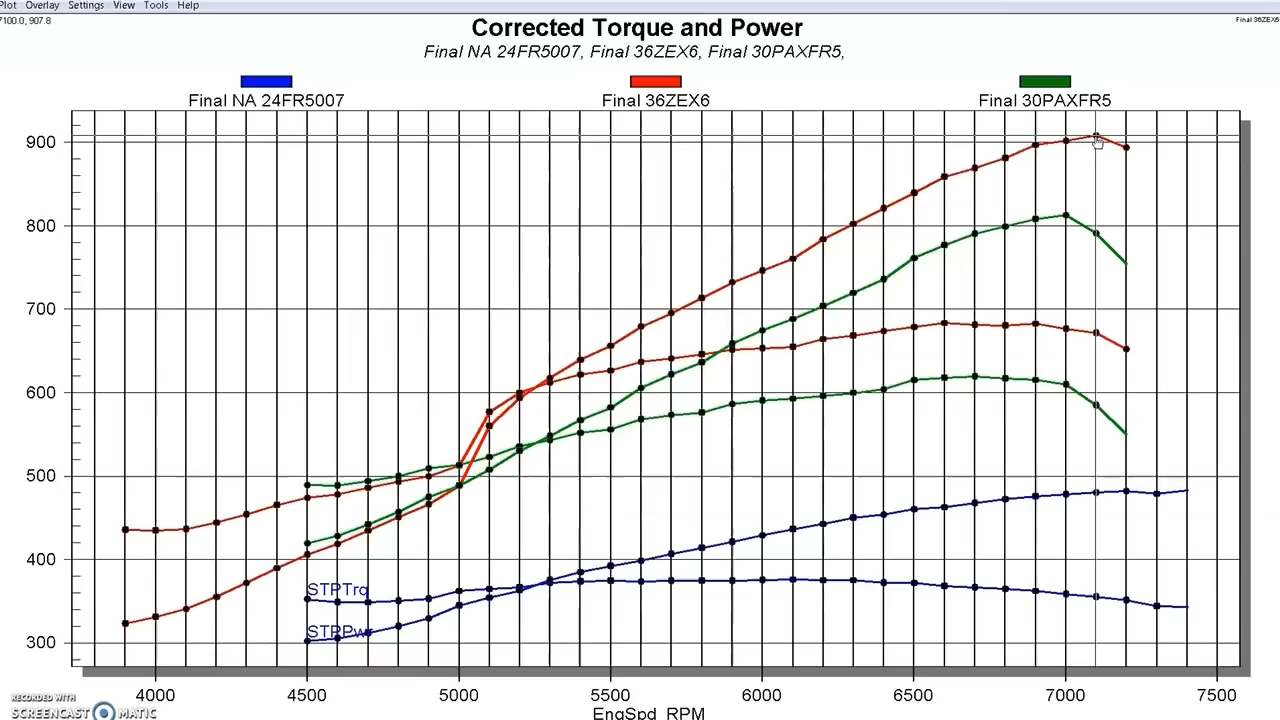 Plot Overlay Settings View Tools Help
7100.0, 907.8
Final 36ZEX6
Corrected Torque and Power
Final NA 24FR5007, Final 36ZEX6, Final 30PAXFR5,
Final NA 24FR5007 Final 36ZEX6 Final 30PAXFR5
900
800
700
600
500
400
300
STPTrq
STPPwr
4000 4500 5000 5500 6000 6500 7000 7500
EngSpd RPM
RECORDED WITH
SCREENCAST MATIC